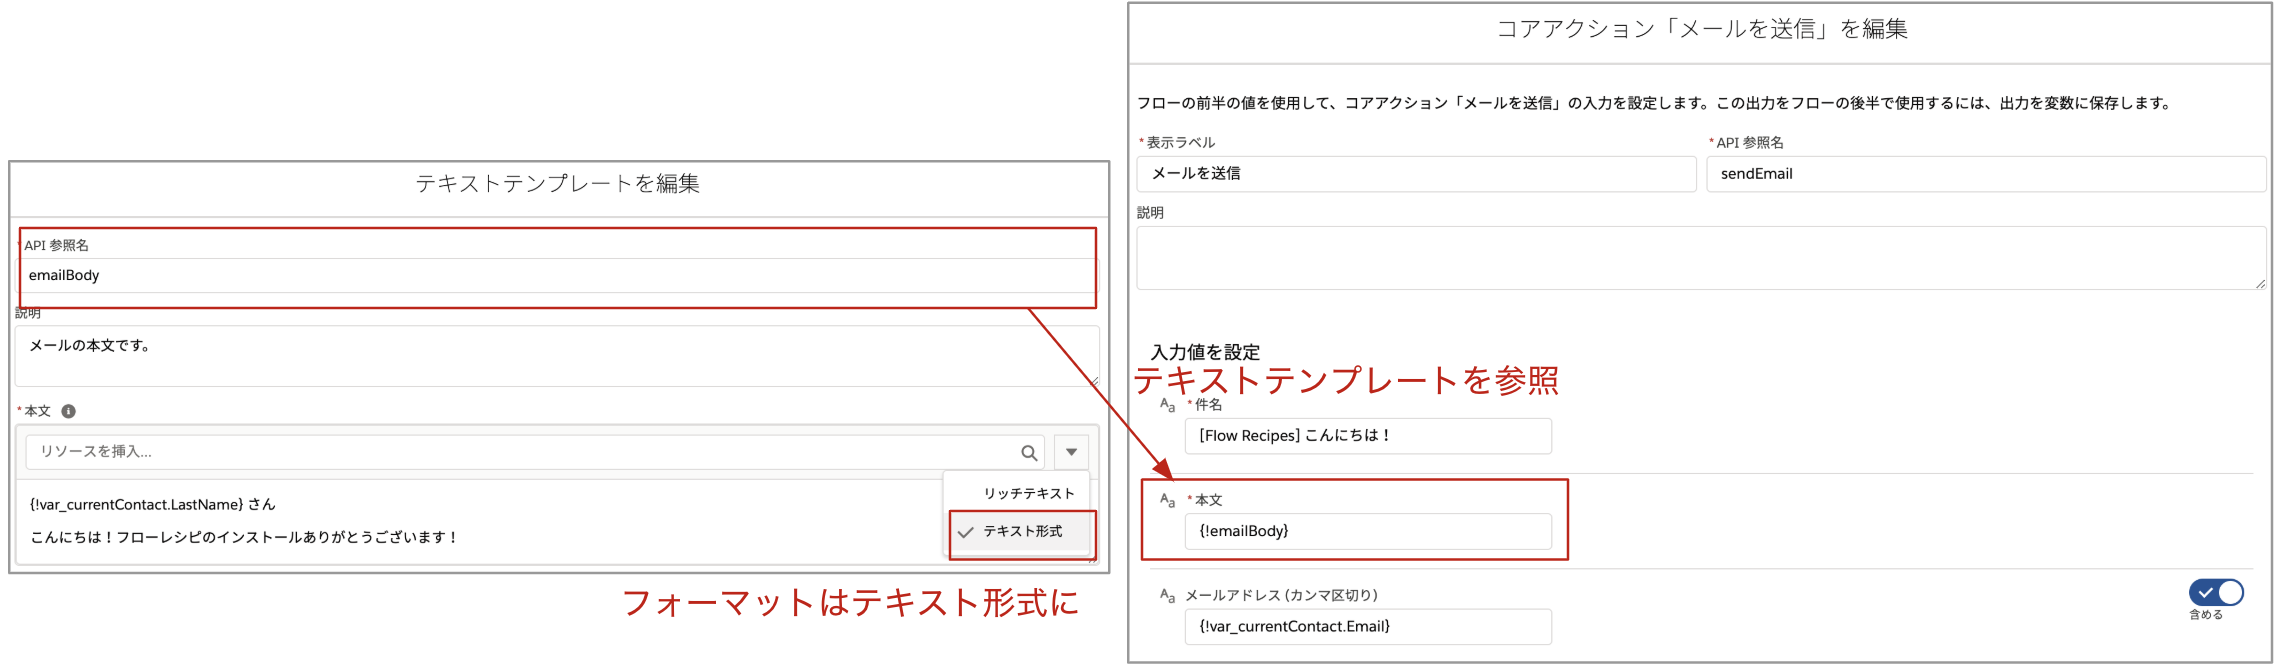 テキストテンプレートを編集
* API 参照名
emailBody
説明
メールの本文です。
* 本文
リソースを挿入...
リッチテキスト
テキスト形式
{!var_currentContact.LastName} さん
こんにちは！フローレシピのインストールありがとうございます！
フォーマットはテキスト形式に
コアアクション「メールを送信」を編集
フローの前半の値を使用して、コアアクション「メールを送信」の入力を設定します。この出力をフローの後半で使用するには、出力を変数に保存します。
* 表示ラベル
メールを送信
* API 参照名
sendEmail
説明
入力値を設定
テキストテンプレートを参照
Aa * 件名
[Flow Recipes] こんにちは！
Aa * 本文
{!emailBody}
Aa メールアドレス (カンマ区切り)
{!var_currentContact.Email}
含める